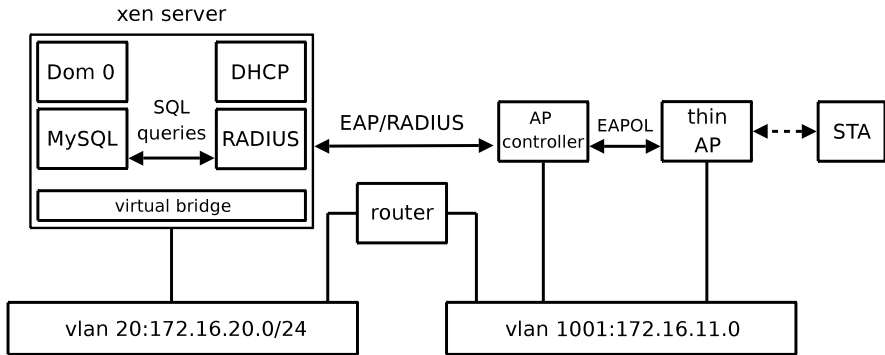 xen server
Dom 0
DHCP
SQL
queries
MySQL
RADIUS
virtual bridge
EAP/RADIUS
AP
controller
EAPOL
thin
AP
STA
router
vlan 20:172.16.20.0/24
vlan 1001:172.16.11.0